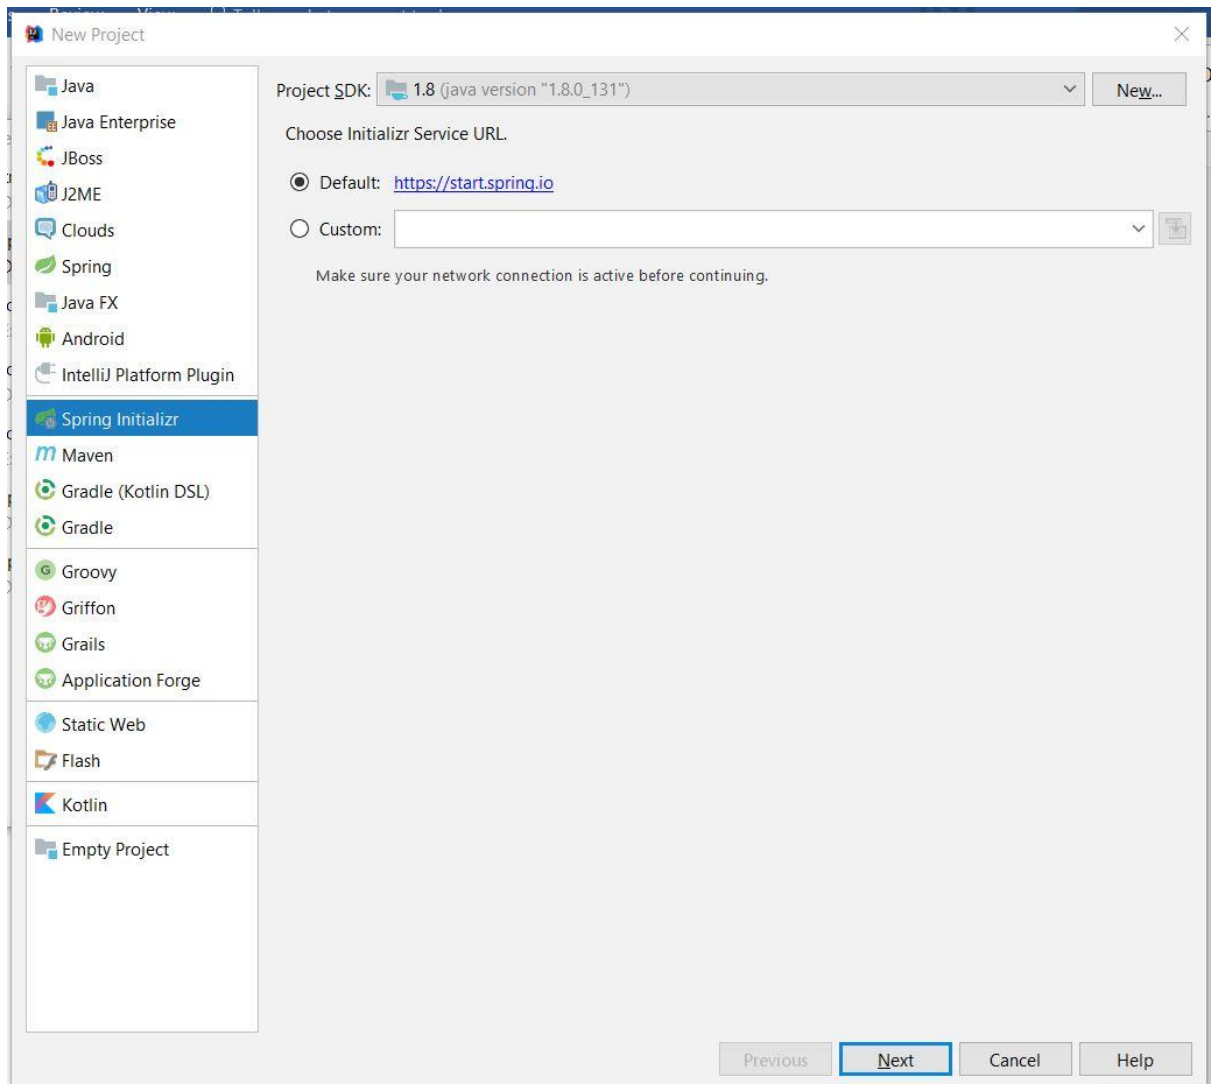 New Project
Java
Java Enterprise
JBoss
J2ME
Clouds
Spring
Java FX
Android
IntelliJ Platform Plugin
Spring Initializr
Maven
Gradle (Kotlin DSL)
Gradle
Groovy
Griffon
Grails
Application Forge
Static Web
Flash
Kotlin
Empty Project
Project SDK: 1.8 (java version "1.8.0_131") New...
Choose Initializr Service URL.
Default: https://start.spring.io
Custom:
Make sure your network connection is active before continuing.
Previous Next Cancel Help